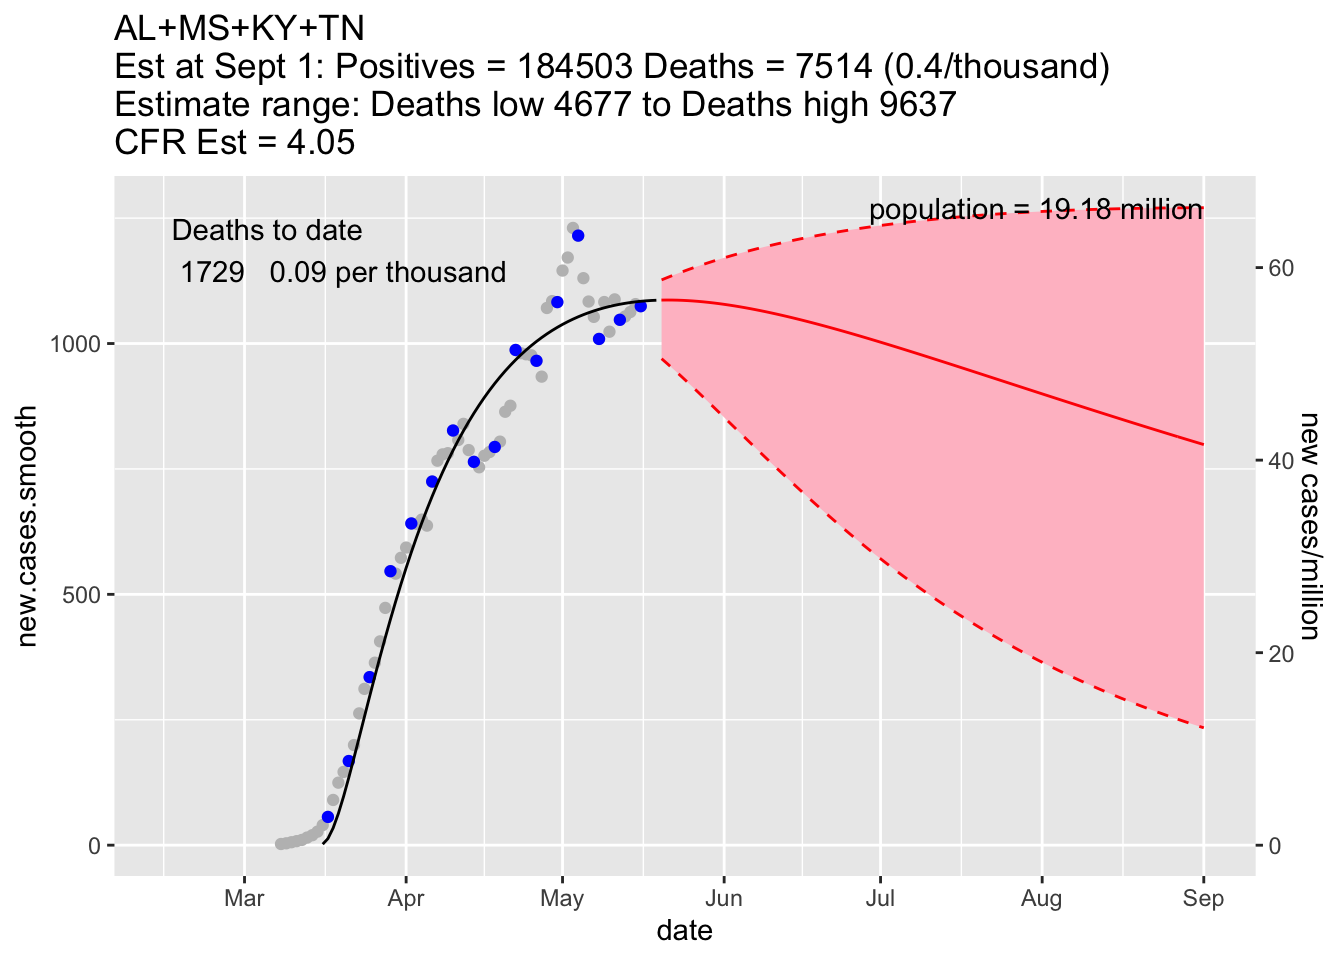 AL+MS+KY+TN
Est at Sept 1: Positives = 184503 Deaths = 7514 (0.4/thousand)
Estimate range: Deaths low 4677 to Deaths high 9637
CFR Est = 4.05
population = 19.18 million
Deaths to date
1729 0.09 per thousand
new.cases.smooth
1000
500
0
60
40
20
0
new cases/million
Mar Apr May Jun Jul Aug Sep
date